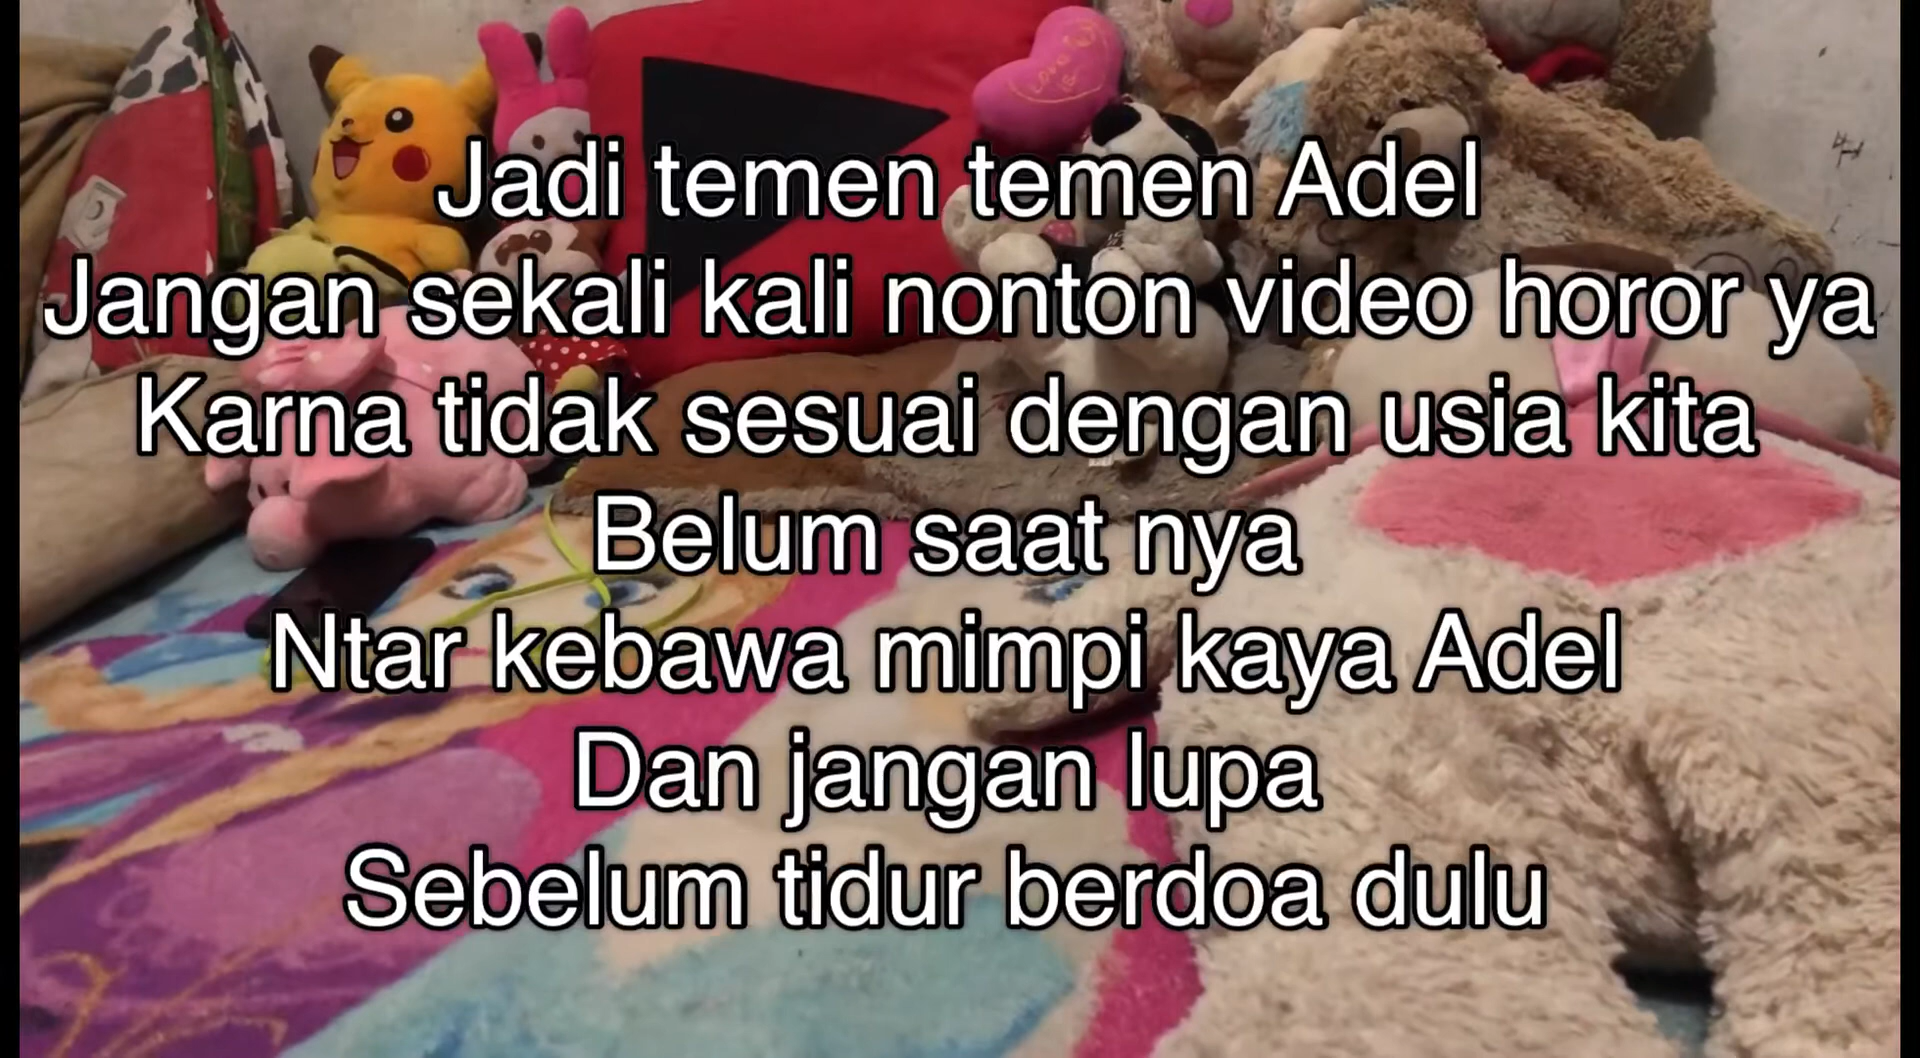 Jadi temen temen Adel
Jangan sekali kali nonton video horor ya
Karna tidak sesuai dengan usia kita
Belum saat nya
Ntar kebawa mimpi kaya Adel
Dan jangan lupa
Sebelum tidur berdoa dulu